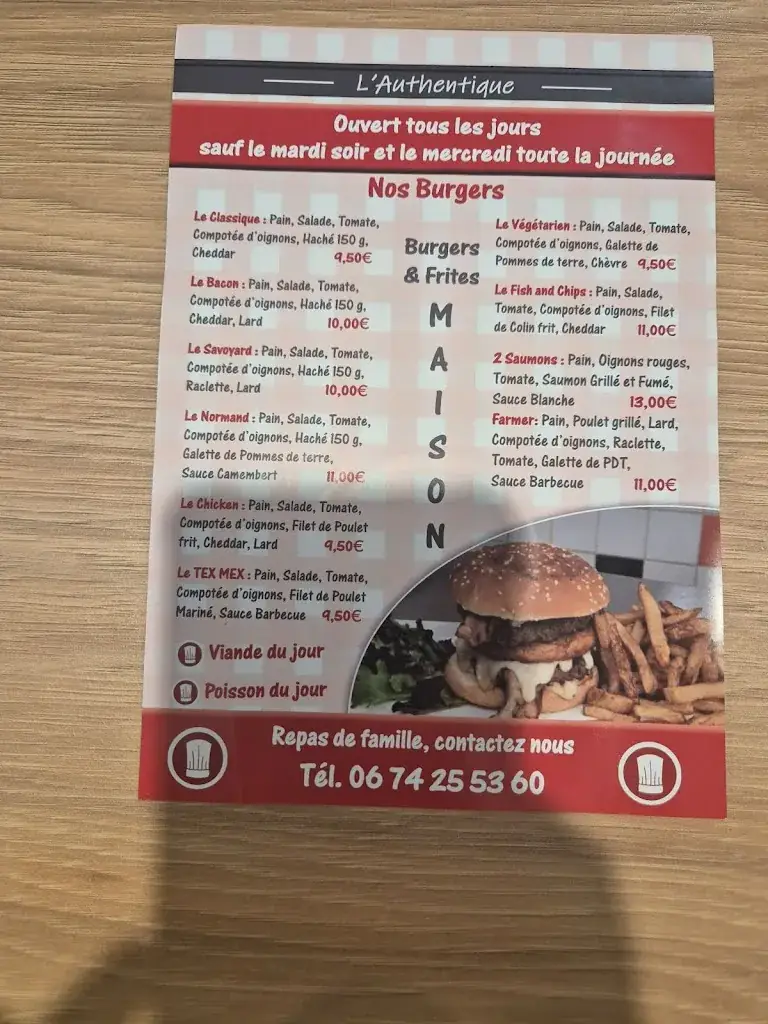 L'Authentique
Ouvert tous les jours
sauf le mardi soir et le mercredi toute la journée
Nos Burgers
Le Classique : Pain, Salade, Tomate,
Compotée d'oignons, Haché 150 g,
Cheddar 9,50€
Le Bacon : Pain, Salade, Tomate,
Compotée d'oignons, Haché 150 g,
Cheddar, Lard 10,00€
Le Savoyard : Pain, Salade, Tomate,
Compotée d'oignons, Haché 150 g,
Raclette, Lard 10,00€
Le Normand : Pain, Salade, Tomate,
Compotée d'oignons, Haché 150 g,
Galette de Pommes de terre,
Sauce Camembert 11,00€
Le Chicken : Pain, Salade, Tomate,
Compotée d'oignons, Filet de Poulet
frit, Cheddar, Lard 9,50€
Le TEX MEX : Pain, Salade, Tomate,
Compotée d'oignons, Filet de Poulet
Mariné, Sauce Barbecue 9,50€
Viande du jour
Poisson du jour
Burgers
& Frites
M
A
I
S
O
N
Le Végétarien : Pain, Salade, Tomate,
Compotée d'oignons, Galette de
Pommes de terre, Chèvre 9,50€
Le Fish and Chips : Pain, Salade,
Tomate, Compotée d'oignons, Filet
de Colin frit, Cheddar 11,00€
2 Saumons : Pain, Oignons rouges,
Tomate, Saumon Grillé et Fumé,
Sauce Blanche 13,00€
Farmer: Pain, Poulet grillé, Lard,
Compotée d'oignons, Raclette,
Tomate, Galette de PDT,
Sauce Barbecue 11,00€
Repas de famille, contactez nous
Tél. 06 74 25 53 60